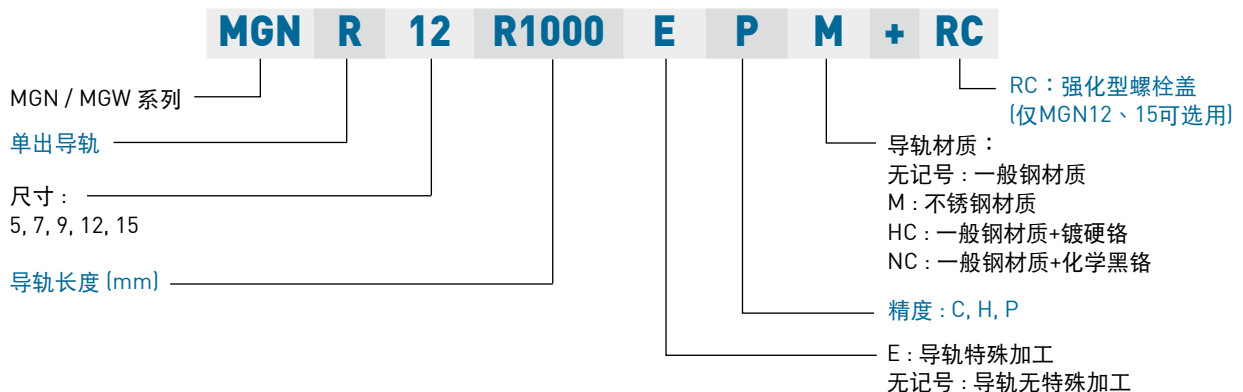 MGN R 12 R1000 E P M + RC
MGN / MGW 系列
单出导轨
尺寸 :
5, 7, 9, 12, 15
导轨长度 (mm)
RC：强化型螺栓盖
(仅MGN12、15可选用)
导轨材质：
无记号 : 一般钢材质
M : 不锈钢材质
HC : 一般钢材质+镀硬铬
NC : 一般钢材质+化学黑铬
精度 : C, H, P
E : 导轨特殊加工
无记号 : 导轨无特殊加工